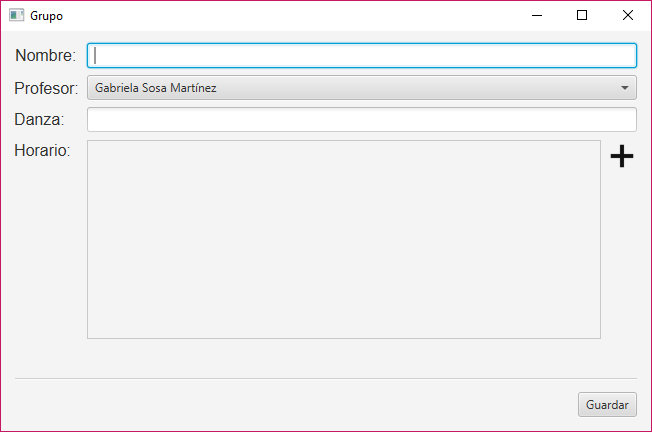 Grupo
Nombre:
Profesor: Gabriela Sosa Martínez
Danza:
Horario:
Guardar